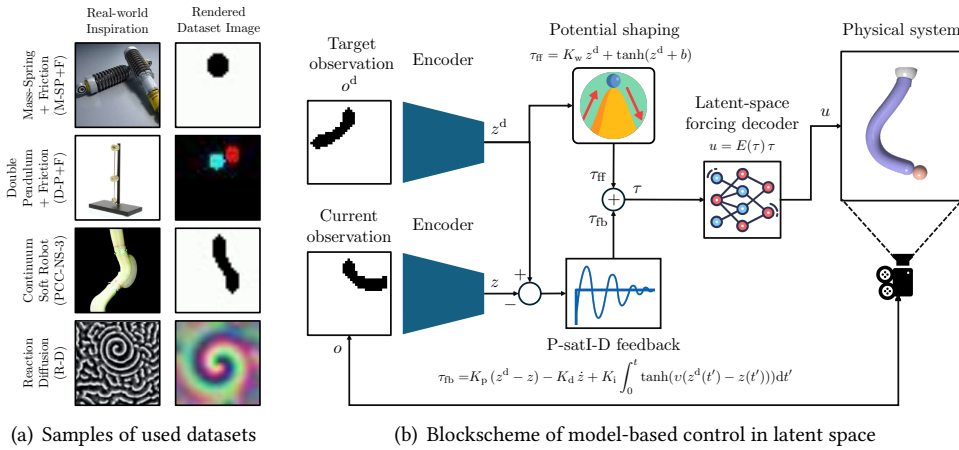 Real-world
Inspiration
Rendered
Dataset Image
Mass-Spring
+ Friction
(M-SP+F)
Double
Pendulum
+ Friction
(D-P+F)
Continuum
Soft Robot
(PCC-NS-3)
Reaction
Diffusion
(R-D)
(a) Samples of used datasets
Target
observation
o^d
Encoder
z^d
Potential shaping
τ_ff = K_w z^d + tanh(z^d + b)
Physical system
Latent-space
forcing decoder
u = E(τ) τ
u
τ_ff
+
τ
τ_fb
Current
observation
Encoder
z
+
−
P-satI-D feedback
o
τ_fb =K_p (z^d − z) − K_d ż + K_i ∫_0^t tanh(υ(z^d(t′) − z(t′)))dt′
(b) Blockscheme of model-based control in latent space